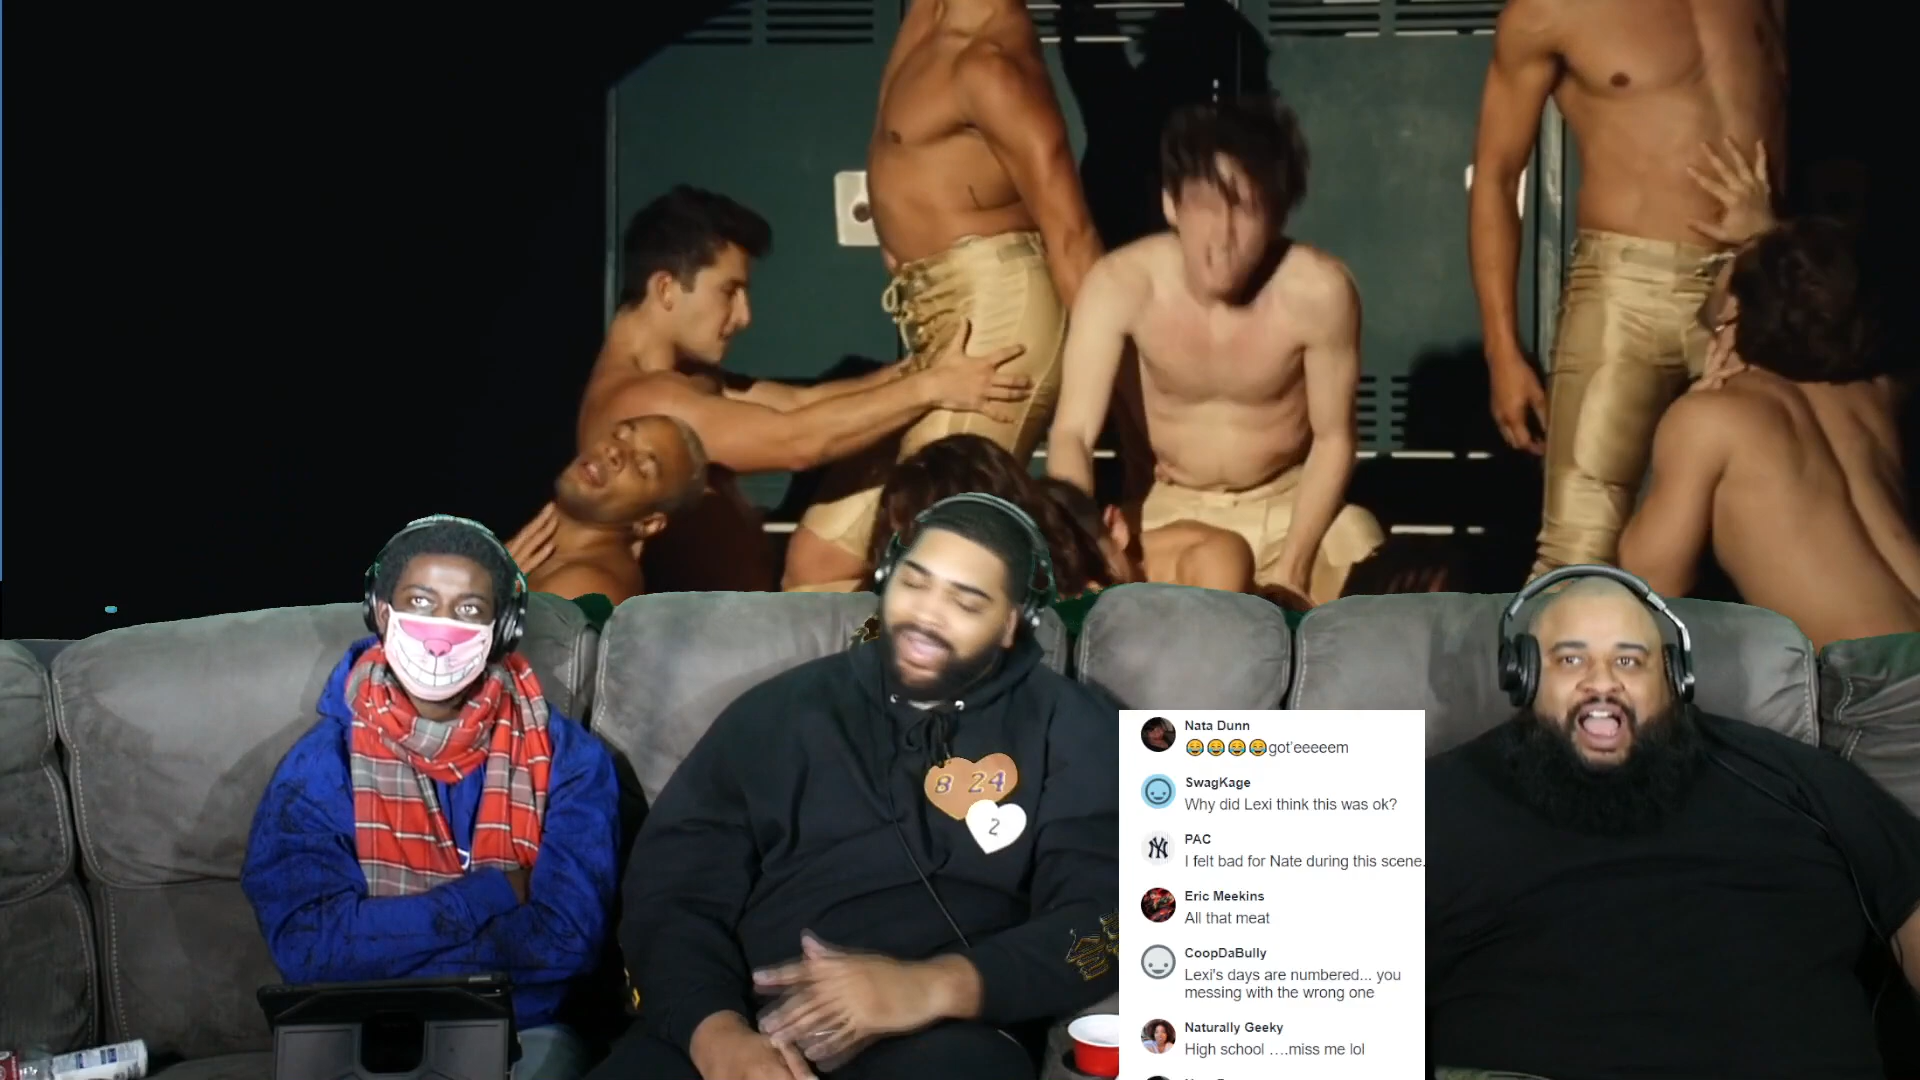 8 24
2
Nata Dunn
😂😂😂😂got'eeeeem
SwagKage
Why did Lexi think this was ok?
PAC
I felt bad for Nate during this scene.
Eric Meekins
All that meat
CoopDaBully
Lexi's days are numbered... you
messing with the wrong one
Naturally Geeky
High school ….miss me lol